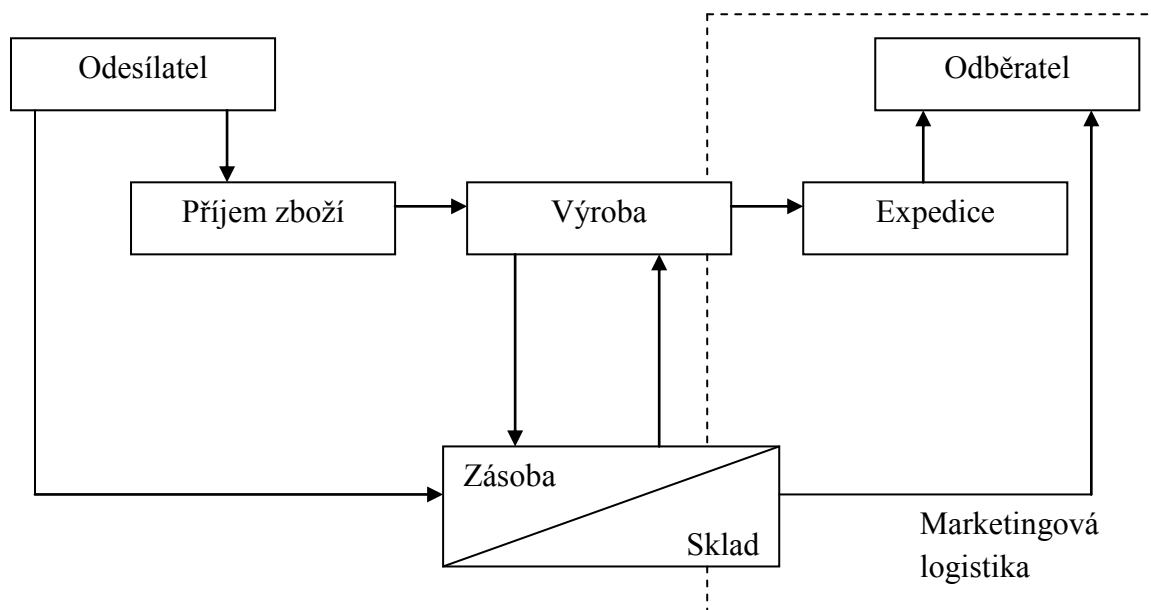 Odesílatel
Odběratel
Příjem zboží
Výroba
Expedice
Zásoba
Sklad
Marketingová
logistika